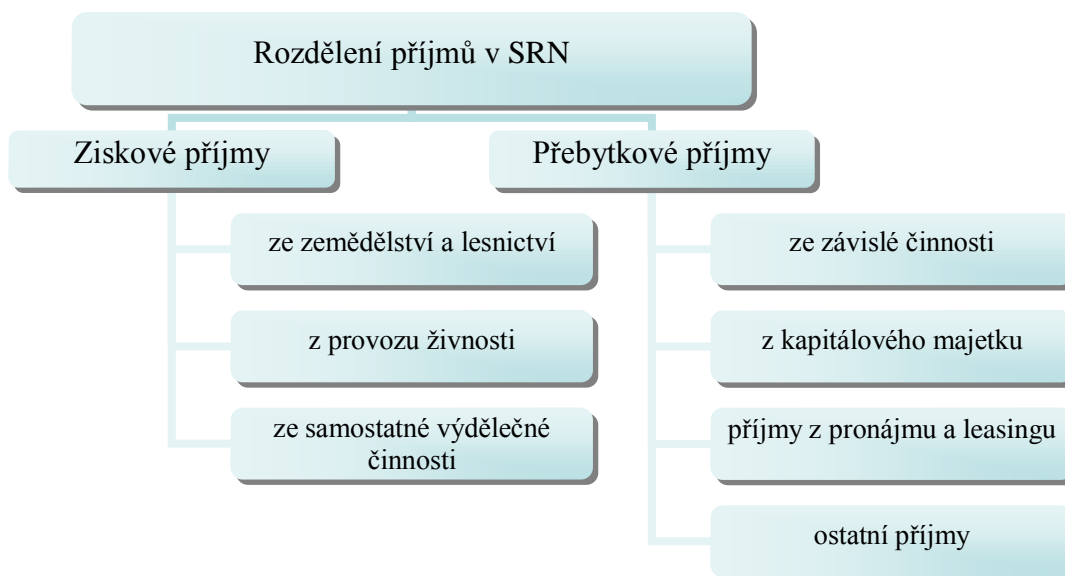 Rozdělení příjmů v SRN
Ziskové příjmy
ze zemědělství a lesnictví
z provozu živnosti
ze samostatné výdělečné
činnosti
Přebytkové příjmy
ze závislé činnosti
z kapitálového majetku
příjmy z pronájmu a leasingu
ostatní příjmy